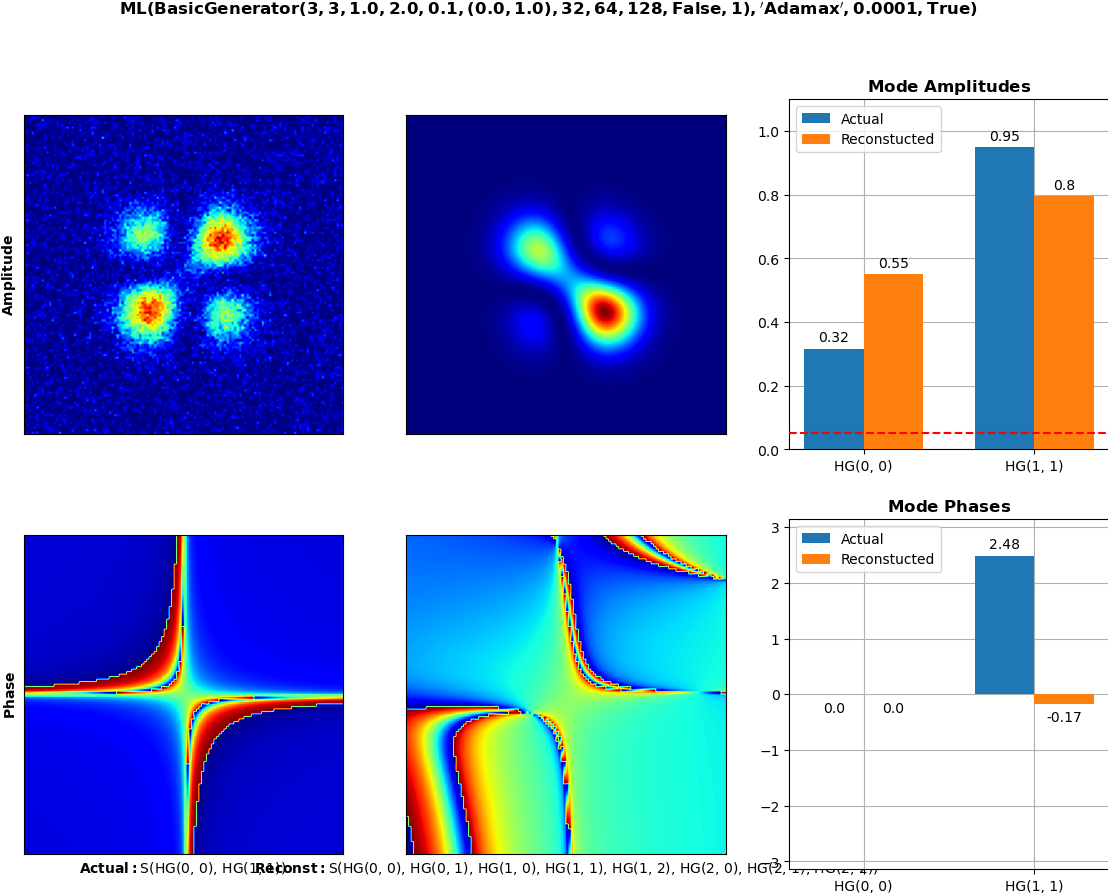 ML(BasicGenerator(3, 3, 1.0, 2.0, 0.1, (0.0, 1.0), 32, 64, 128, False, 1), ′Adamax′, 0.0001, True)
Mode Amplitudes
Actual
Reconstucted
1.0
0.8
0.6
0.4
0.2
0.0
0.32
0.55
0.95
0.8
HG(0, 0)
HG(1, 1)
Amplitude
Mode Phases
Actual
Reconstucted
3
2
1
0
−1
−2
−3
0.0
0.0
2.48
-0.17
HG(0, 0)
HG(1, 1)
Phase
Actual: S(HG(0, 0), HG(1, 1))
Reconst: S(HG(0, 0), HG(0, 1), HG(1, 0), HG(1, 1), HG(1, 2), HG(2, 0), HG(2, 1), HG(2, 2))